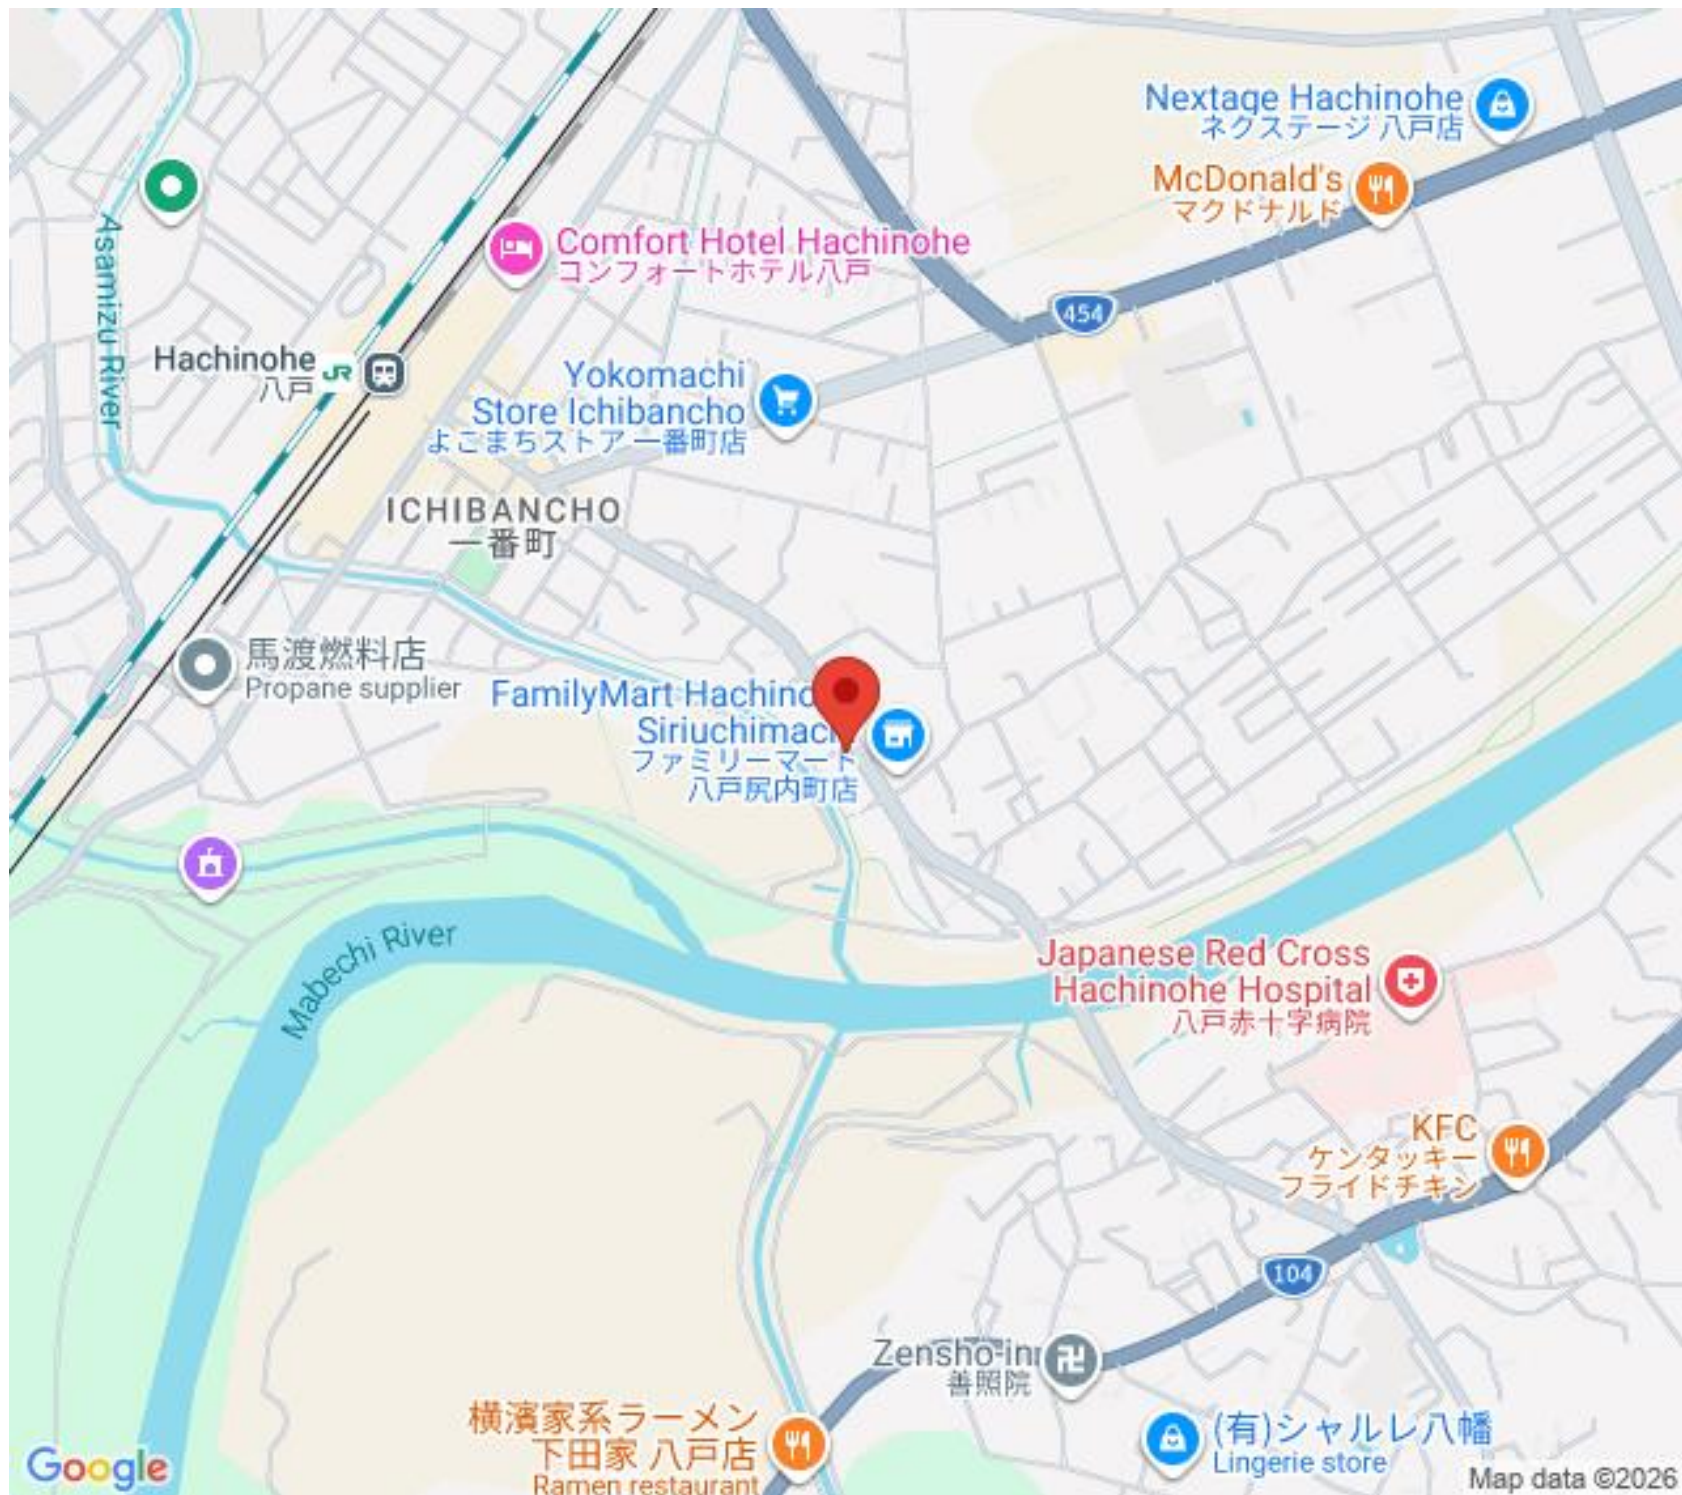 Nextage Hachinohe
ネクステージ 八戸店
McDonald's
マクドナルド
Asamizu River
Comfort Hotel Hachinohe
コンフォートホテル八戸
454
Hachinohe
八戸
JR
Yokomachi
Store Ichibancho
よこまちストア 一番町店
ICHIBANCHO
一番町
馬渡燃料店
Propane supplier
FamilyMart
Siriuchimachi
ファミリーマート
八戸尻内町店
Mabechi River
Japanese Red Cross
Hachinohe Hospital
八戸赤十字病院
KFC
ケンタッキー
フライドチキン
104
Zensho-in
善照院
横濱家系ラーメン
下田家 八戸店
Ramen restaurant
(有)シャルレ八幡
Lingerie store
Google
Map data ©2026